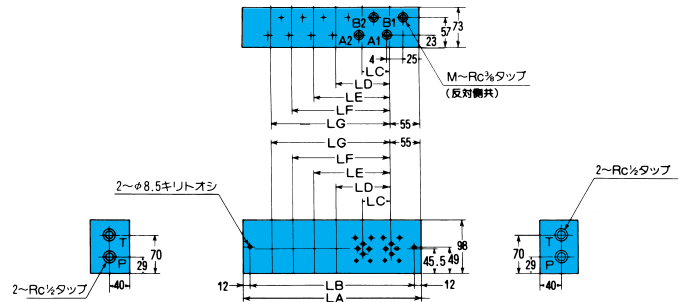 B2 B1
A2 A1
57
73
23
4
25
LC
LD
LE
LF
LG
55
M~Rc3/8タップ
(反対側共)
LG
55
LF
LE
LD
LC
2~φ8.5キリトオシ
2~Rc1/2タップ
T
P
70
29
40
2~Rc1/2タップ
45.5
49
98
12
LB
12
LA
T
P
70
29
40